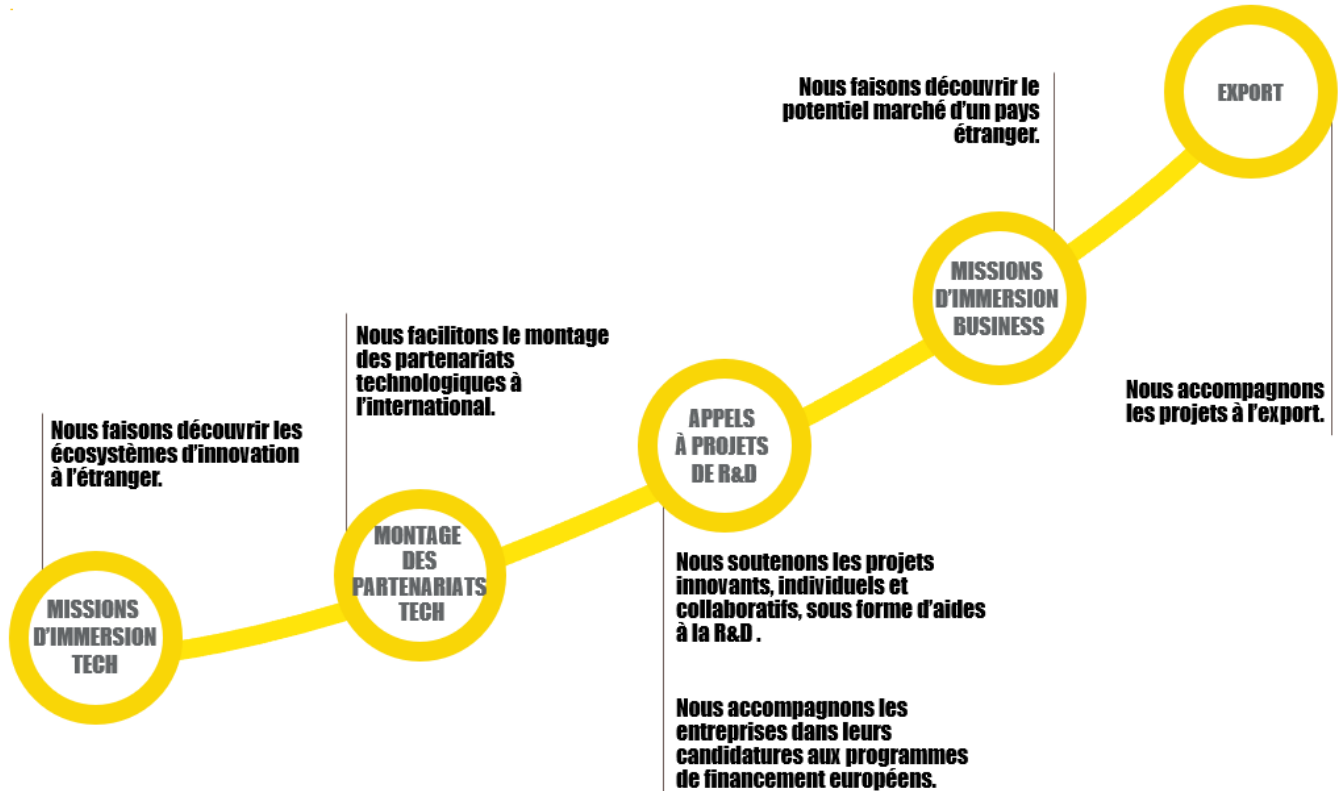 Nous faisons découvrir les
écosystèmes d'innovation
à l'étranger.
MISSIONS
D'IMMERSION
TECH
Nous facilitons le montage
des partenariats
technologiques à
l'international.
MONTAGE
DES
PARTENARIATS
TECH
APPELS
À PROJETS
DE R&D
Nous soutenons les projets
innovants, individuels et
collaboratifs, sous forme d'aides
à la R&D .
Nous accompagnons les
entreprises dans leurs
candidatures aux programmes
de financement européens.
Nous faisons découvrir le
potentiel marché d'un pays
étranger.
MISSIONS
D'IMMERSION
BUSINESS
EXPORT
Nous accompagnons
les projets à l'export.